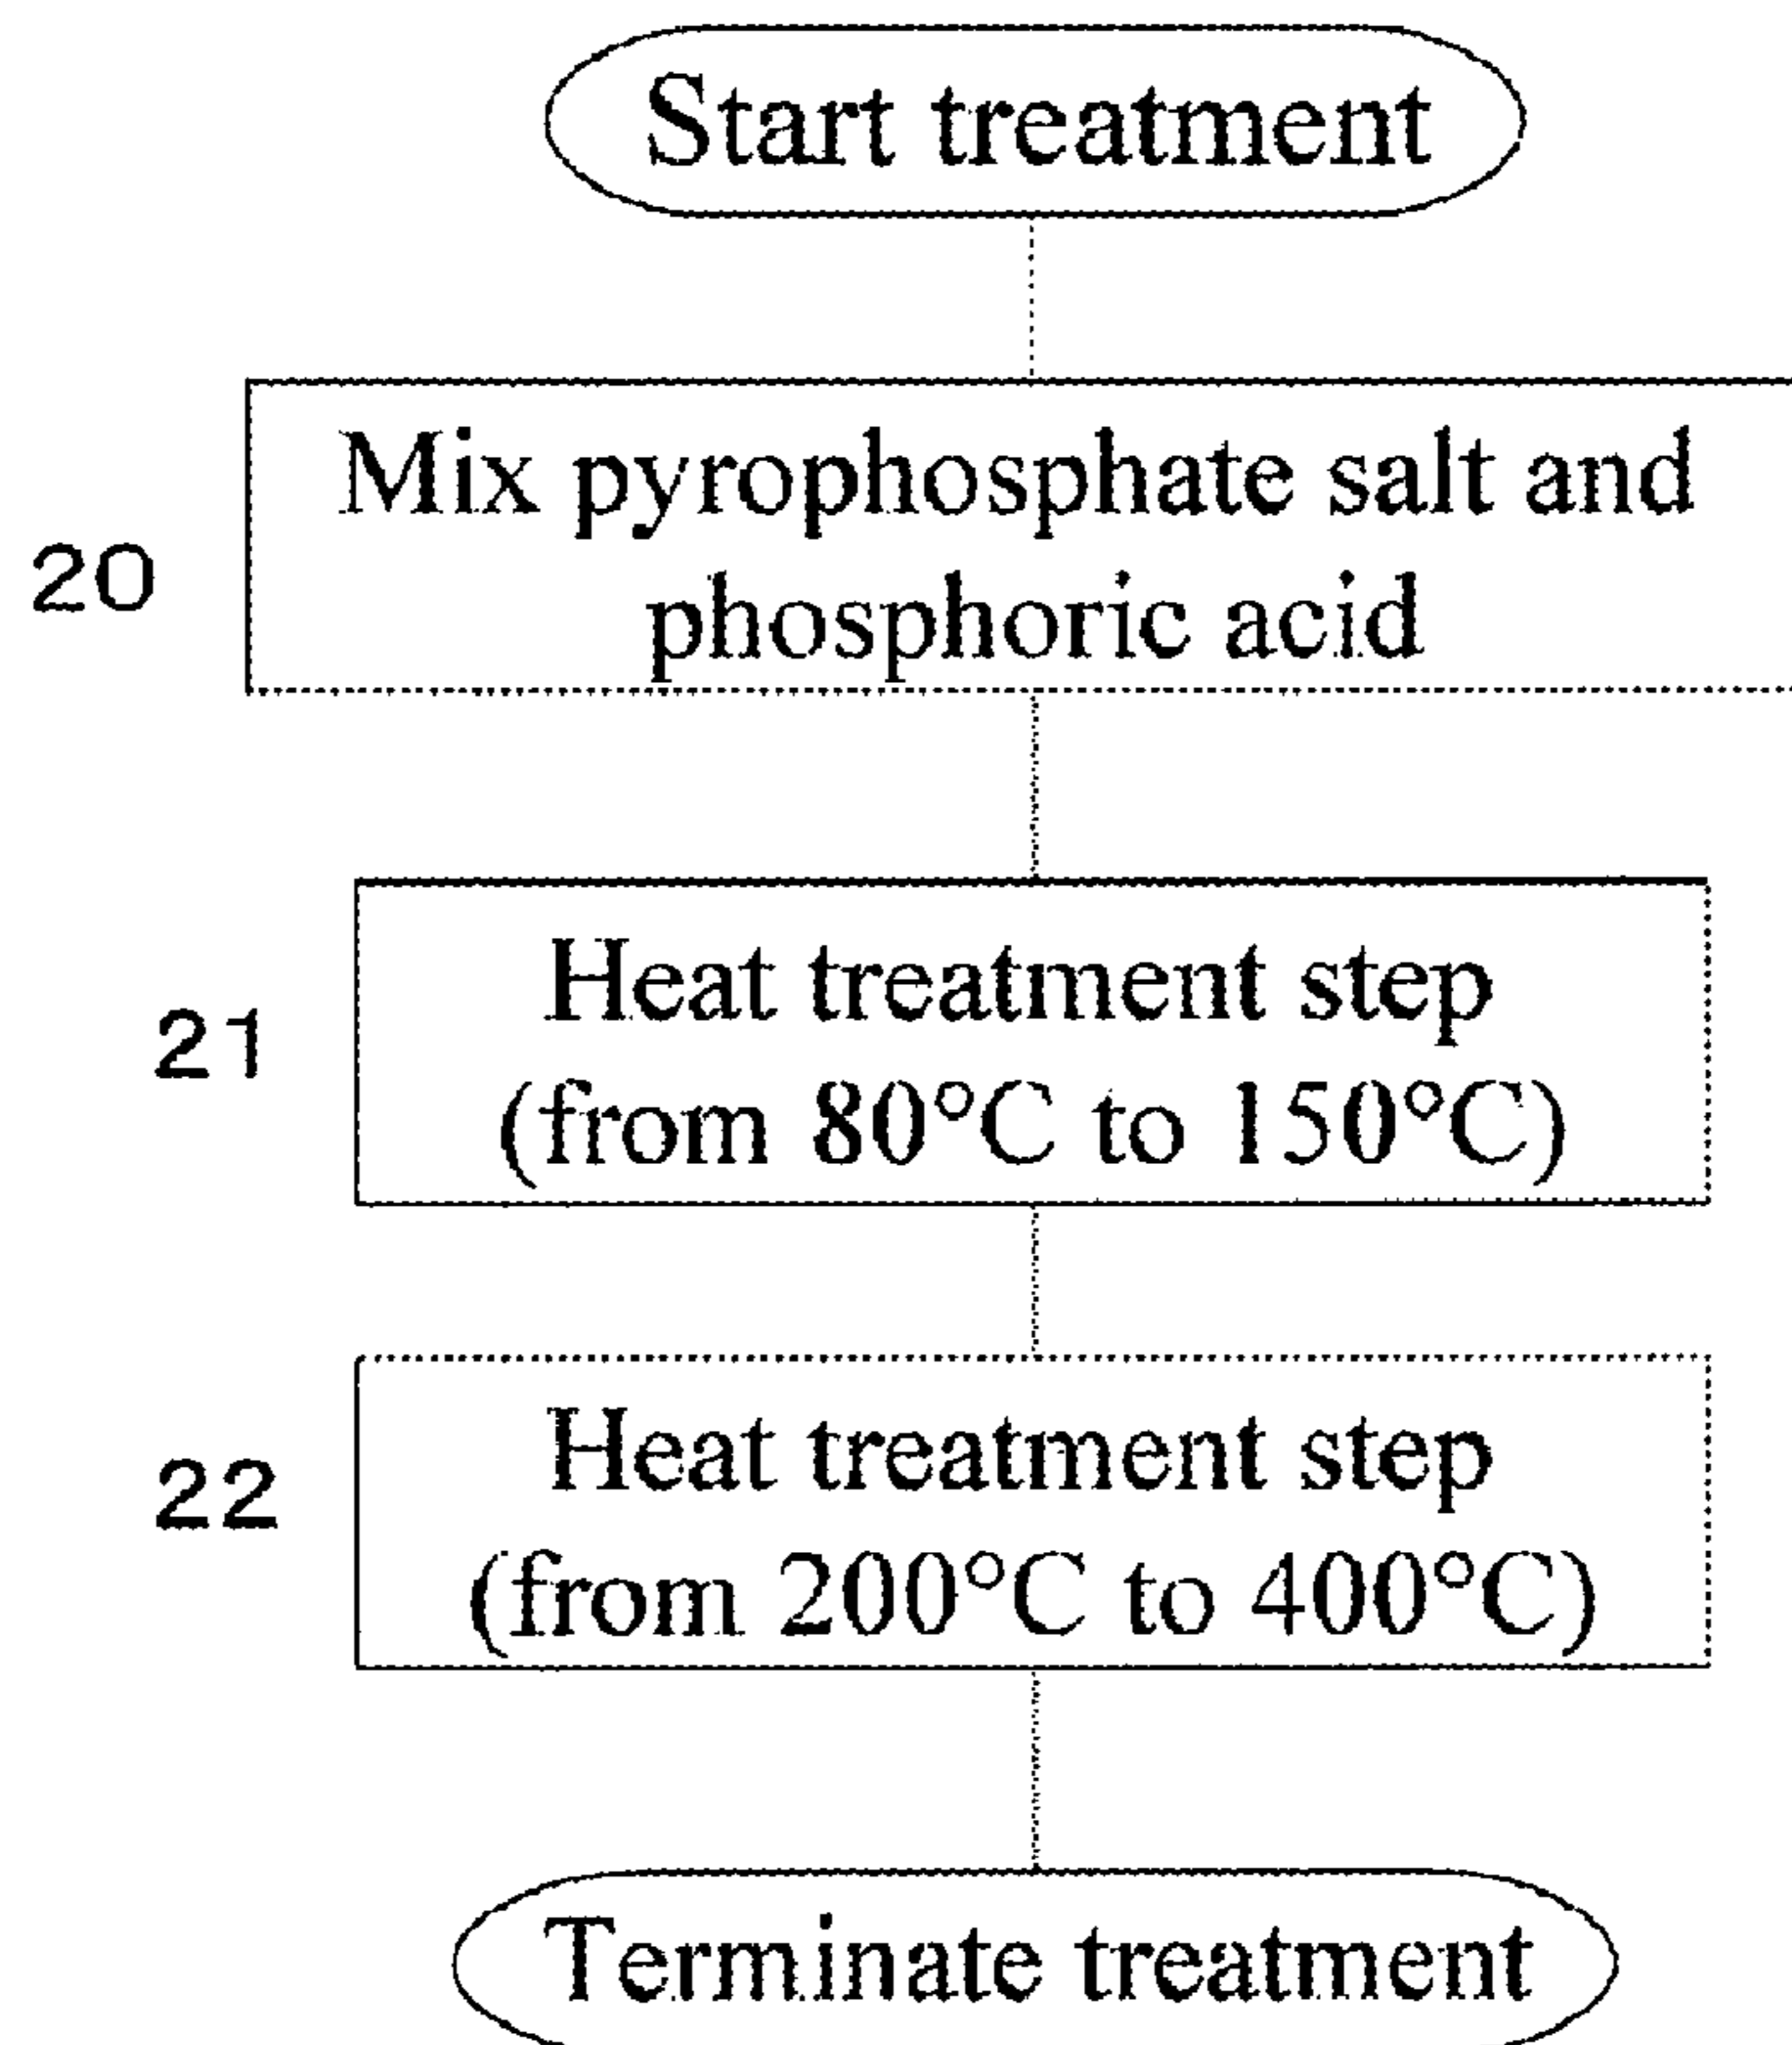 Start treatment
Mix pyrophosphate salt and
20
phosphoric acid
Heat treatment step
21
(from 80°C to 150°C)
Heat treatment step
22
(from 200°C to 400°C)
Terminate treatment